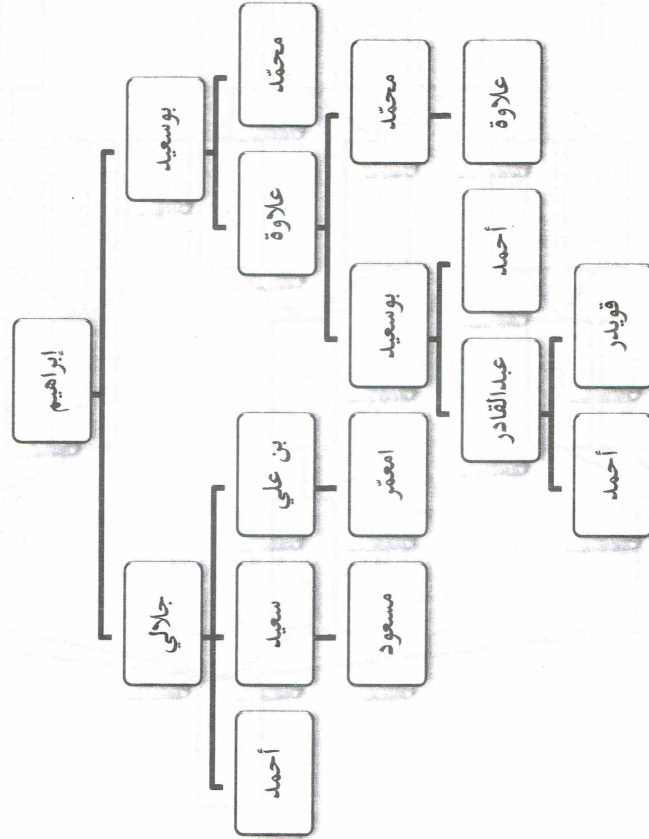 إبراهيم
بوسعيد
جلالي
محمّد
علاوة
بن علي
سعيد
أحمد
محمّد
بوسعيد
امعمّر
مسعود
علاوة
أحمد
عبدالقادر
قويدر
أحمد